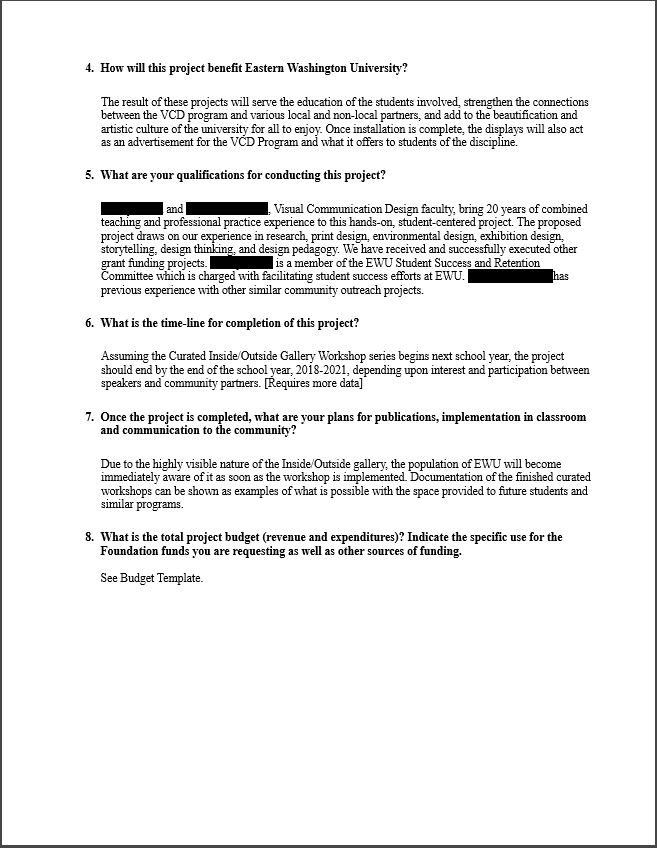 4. How will this project benefit Eastern Washington University?
The result of these projects will serve the education of the students involved, strengthen the connections
between the VCD program and various local and non-local partners, and add to the beautification and
artistic culture of the university for all to enjoy. Once installation is complete, the displays will also act
as an advertisement for the VCD Program and what it offers to students of the discipline.
5. What are your qualifications for conducting this project?
and , Visual Communication Design faculty, bring 20 years of combined
teaching and professional practice experience to this hands-on, student-centered project. The proposed
project draws on our experience in research, print design, environmental design, exhibition design,
storytelling, design thinking, and design pedagogy. We have received and successfully executed other
grant funding projects. is a member of the EWU Student Success and Retention
Committee which is charged with facilitating student success efforts at EWU. has
previous experience with other similar community outreach projects.
6. What is the time-line for completion of this project?
Assuming the Curated Inside/Outside Gallery Workshop series begins next school year, the project
should end by the end of the school year, 2018-2021, depending upon interest and participation between
speakers and community partners. [Requires more data]
7. Once the project is completed, what are your plans for publications, implementation in classroom
and communication to the community?
Due to the highly visible nature of the Inside/Outside gallery, the population of EWU will become
immediately aware of it as soon as the workshop is implemented. Documentation of the finished curated
workshops can be shown as examples of what is possible with the space provided to future students and
similar programs.
8. What is the total project budget (revenue and expenditures)? Indicate the specific use for the
Foundation funds you are requesting as well as other sources of funding.
See Budget Template.